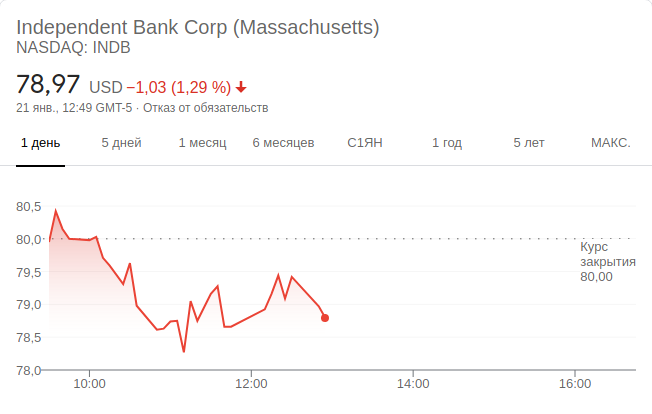 Independent Bank Corp (Massachusetts)
NASDAQ: INDB
78,97 USD −1,03 (1,29 %)
21 янв., 12:49 GMT-5 · Отказ от обязательств
1 день 5 дней 1 месяц 6 месяцев С1ЯН 1 год 5 лет МАКС.
80,5
80,0
Курс
закрытия
80,00
79,5
79,0
78,5
78,0
10:00 12:00 14:00 16:00